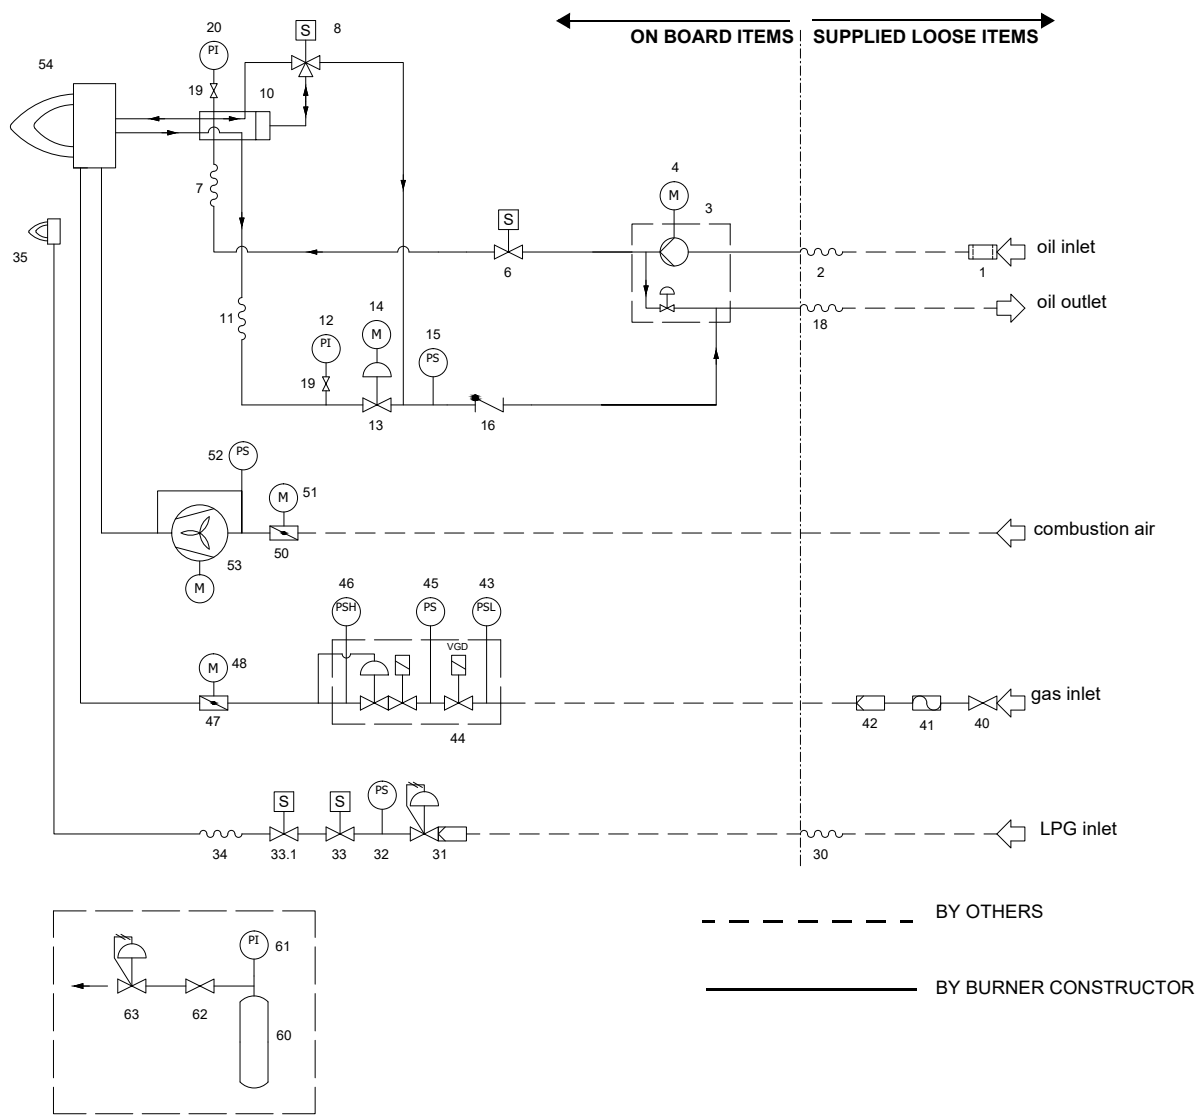 20
S
8
ON BOARD ITEMS
SUPPLIED LOOSE ITEMS
54
PI
19
10
7
4
M
3
S
35
6
2
1
oil inlet
11
12
14
15
18
oil outlet
PI
M
PS
19
13
16
52
PS
M
51
50
53
M
combustion air
46
45
43
PSH
PS
PSL
VGD
M
48
47
44
42
41
40
gas inlet
S
S
PS
34
33.1
33
32
31
30
LPG inlet
BY OTHERS
PI
61
63
62
60
BY BURNER CONSTRUCTOR